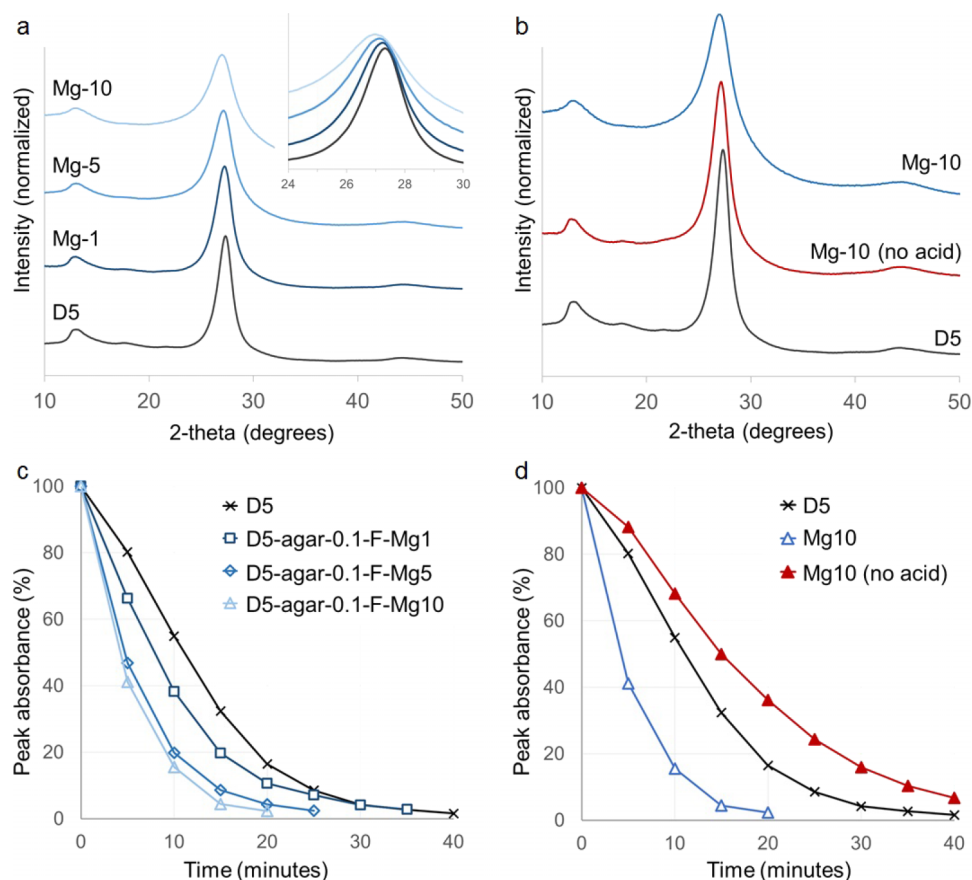 a
Intensity (normalized)
Mg-10
Mg-5
Mg-1
D5
24 26 28 30
10 20 30 40 50
2-theta (degrees)
b
Intensity (normalized)
Mg-10
Mg-10 (no acid)
D5
10 20 30 40 50
2-theta (degrees)
c
Peak absorbance (%)
100
80
60
40
20
0
D5
D5-agar-0.1-F-Mg1
D5-agar-0.1-F-Mg5
D5-agar-0.1-F-Mg10
0 10 20 30 40
Time (minutes)
d
Peak absorbance (%)
100
80
60
40
20
0
D5
Mg10
Mg10 (no acid)
0 10 20 30 40
Time (minutes)